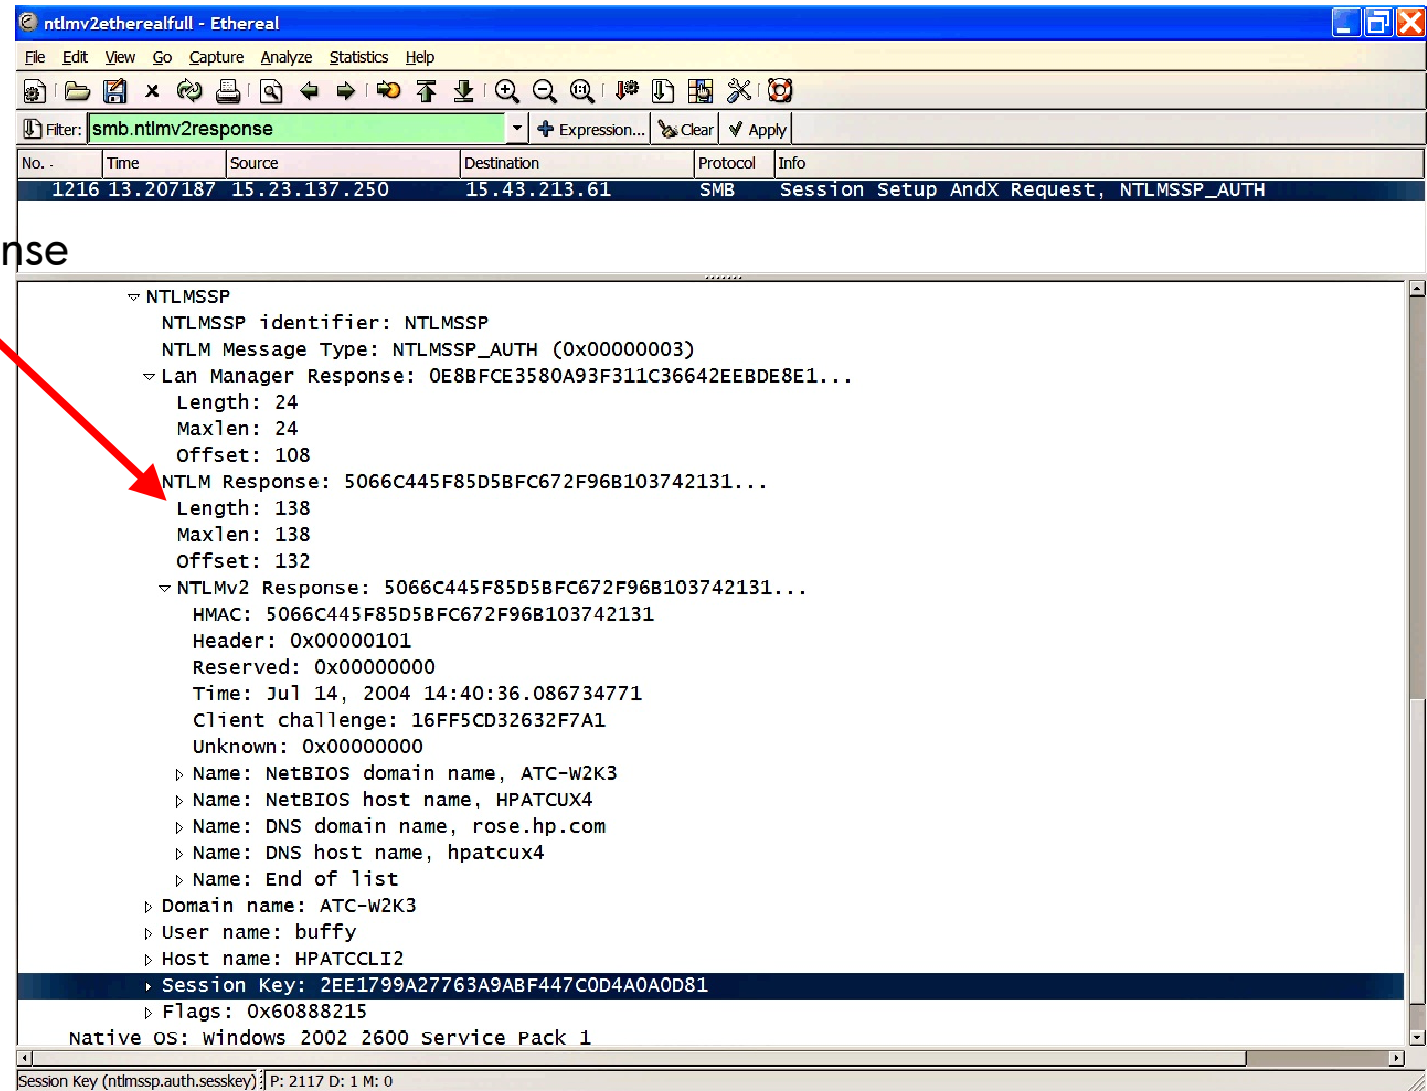 ntlmv2etherealfull - Ethereal
File Edit View Go Capture Analyze Statistics Help
Filter: smb.ntlmv2response Expression... Clear Apply
No. - Time Source Destination Protocol Info
1216 13.207187 15.23.137.250 15.43.213.61 SMB Session Setup AndX Request, NTLMSSP_AUTH
nse
NTLMSSP
NTLMSSP identifier: NTLMSSP
NTLM Message Type: NTLMSSP_AUTH (0x00000003)
Lan Manager Response: 0E8BFCE3580A93F311C36642EEBDE8E1...
Length: 24
Maxlen: 24
Offset: 108
NTLM Response: 5066C445F85D5BFC672F96B103742131...
Length: 138
Maxlen: 138
Offset: 132
NTLMv2 Response: 5066C445F85D5BFC672F96B103742131...
HMAC: 5066C445F85D5BFC672F96B103742131
Header: 0x00000101
Reserved: 0x00000000
Time: Jul 14, 2004 14:40:36.086734771
Client challenge: 16FF5CD32632F7A1
Unknown: 0x00000000
Name: NetBIOS domain name, ATC-W2K3
Name: NetBIOS host name, HPATCUX4
Name: DNS domain name, rose.hp.com
Name: DNS host name, hpatcux4
Name: End of list
Domain name: ATC-W2K3
User name: buffy
Host name: HPATCCLI2
Session Key: 2EE1799A27763A9ABF447C0D4A0A0D81
Flags: 0x60888215
Native OS: Windows 2002 2600 Service Pack 1
Session Key (ntlmssp.auth.sesskey) P: 2117 D: 1 M: 0